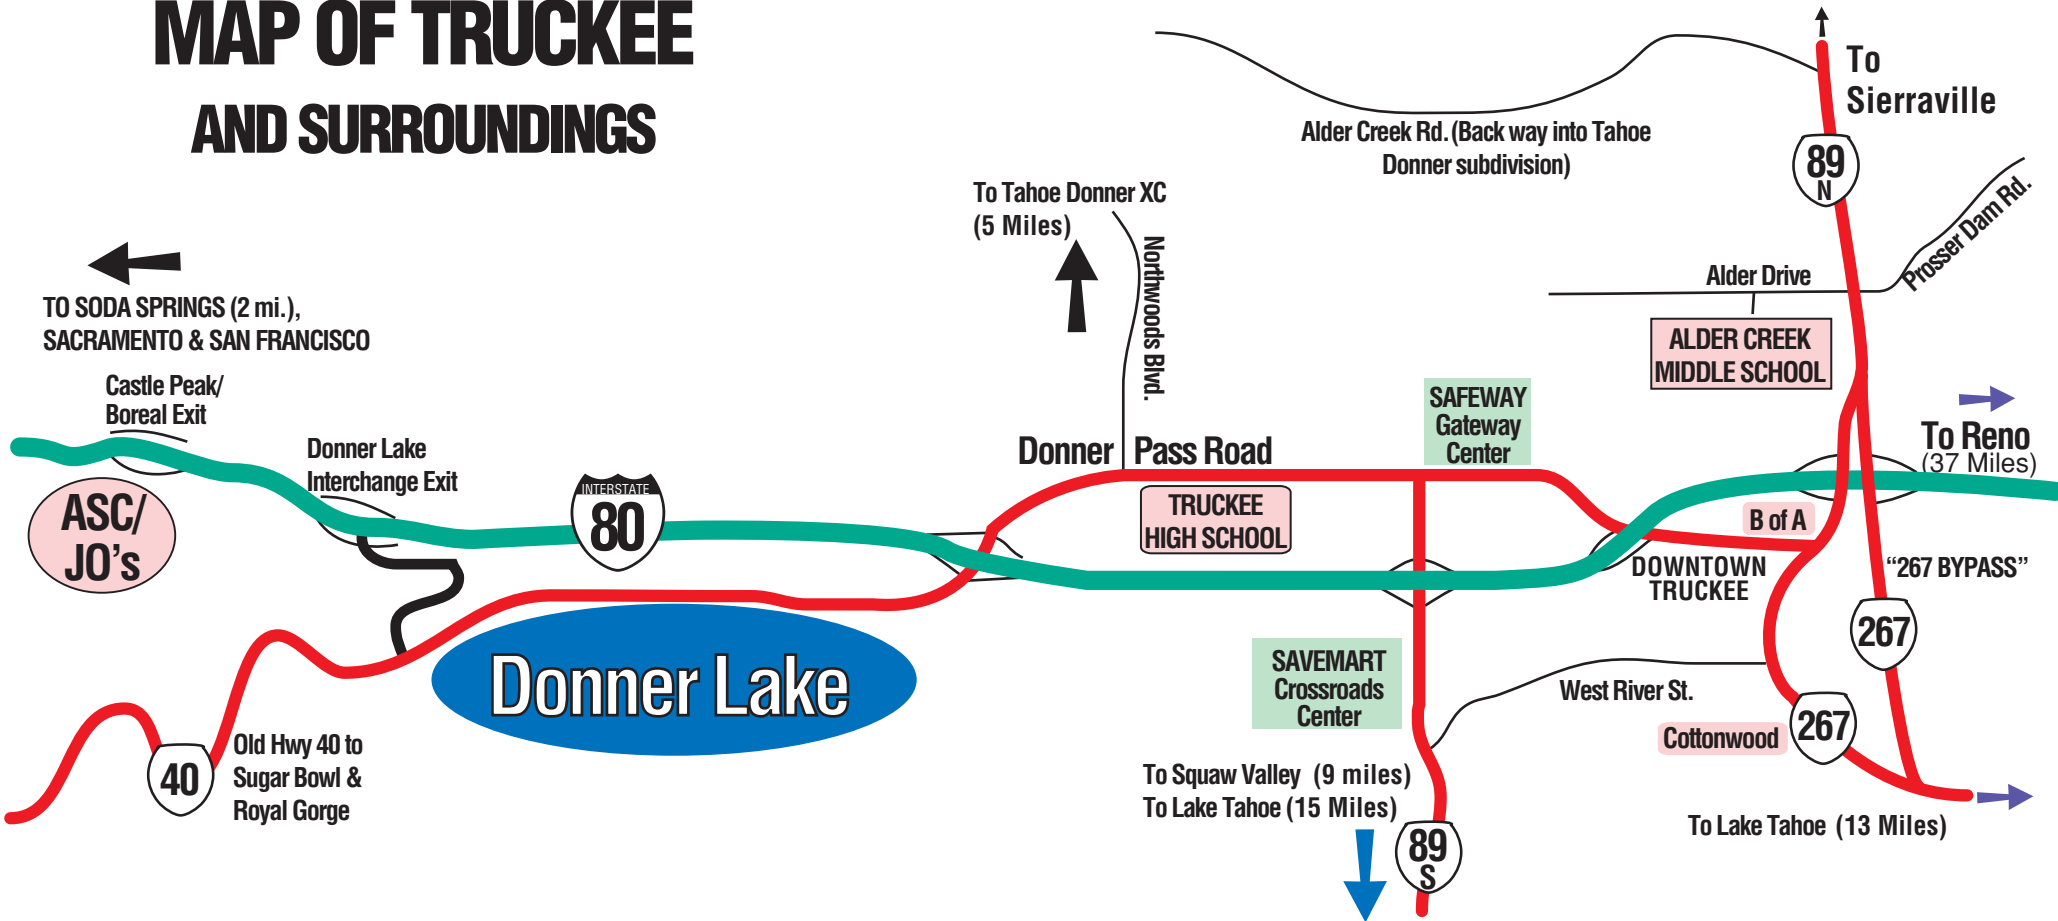 MAP OF TRUCKEE
AND SURROUNDINGS
To
Sierraville
Alder Creek Rd. (Back way into Tahoe
Donner subdivision)
89
N
To Tahoe Donner XC
(5 Miles)
Northwoods Blvd.
Prosser Dam Rd.
Alder Drive
ALDER CREEK
MIDDLE SCHOOL
TO SODA SPRINGS (2 mi.),
SACRAMENTO & SAN FRANCISCO
Castle Peak/
Boreal Exit
Donner Lake
Interchange Exit
SAFEWAY
Gateway
Center
Donner Pass Road
To Reno
(37 Miles)
ASC/
JO's
INTERSTATE
80
TRUCKEE
HIGH SCHOOL
B of A
DOWNTOWN
TRUCKEE
“267 BYPASS”
267
Donner Lake
SAVEMART
Crossroads
Center
West River St.
Cottonwood
267
40
Old Hwy 40 to
Sugar Bowl &
Royal Gorge
To Squaw Valley (9 miles)
To Lake Tahoe (15 Miles)
89
S
To Lake Tahoe (13 Miles)